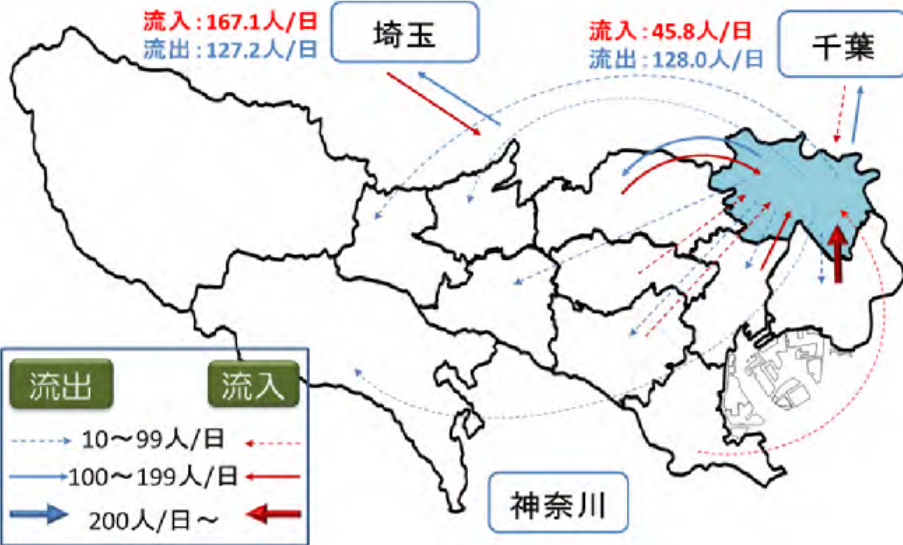 流入:167.1人/日
流出:127.2人/日
埼玉
流入:45.8人/日
流出:128.0人/日
千葉
流出
流入
10～99人/日
100～199人/日
200人/日～
神奈川